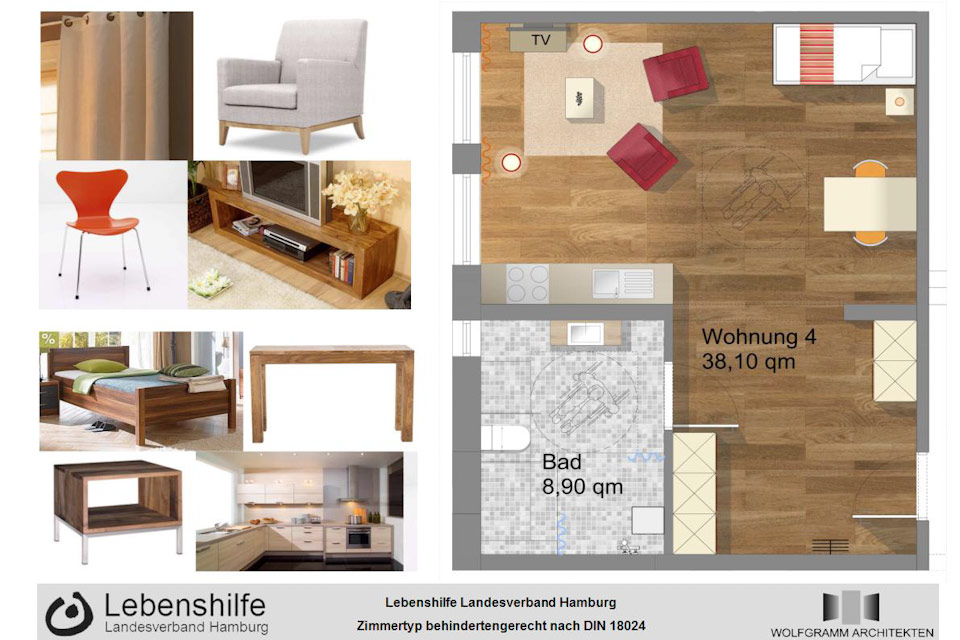 TV
%
Wohnung 4
38,10 qm
Bad
8,90 qm
Lebenshilfe
Landesverband Hamburg
Lebenshilfe Landesverband Hamburg
Zimmertyp behindertengerecht nach DIN 18024
WOLFGRAMM ARCHITEKTEN